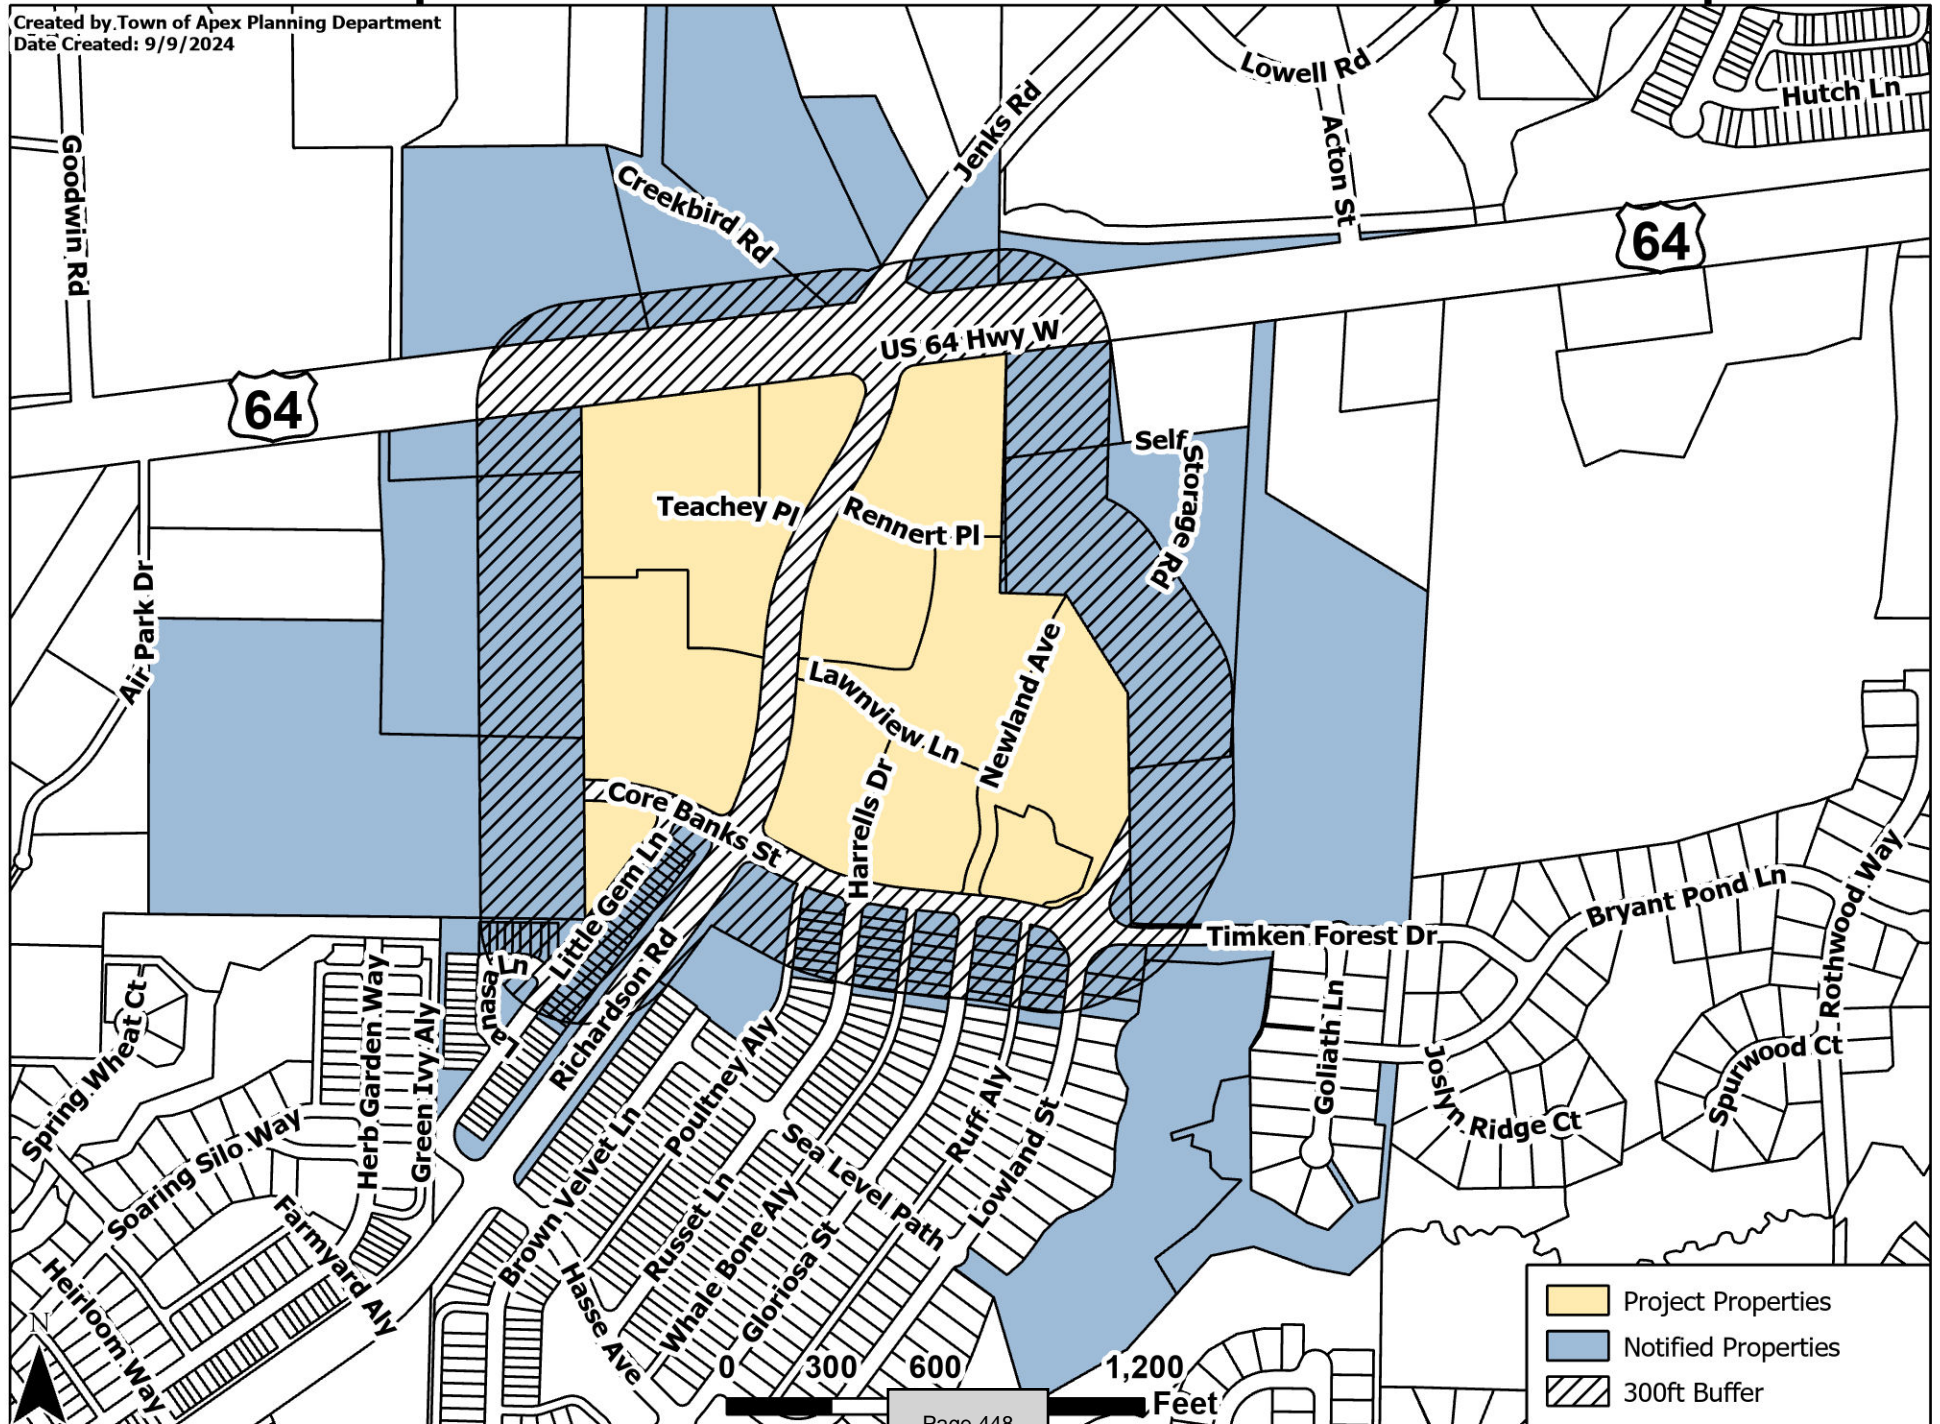 Created by Town of Apex Planning Department
Date Created: 9/9/2024
Lowell Rd
Hutch Ln
Jenks Rd
Acton St
Goodwin Rd
Creekbird Rd
64
US 64 Hwy W
64
Self Storage Rd
Teachey Pl
Rennert Pl
Air Park Dr
Lawnview Ln
Newland Ave
Harrells Dr
Core Banks St
Little Gem Ln
Bryant Pond Ln
Rothwood Way
Timken Forest Dr
Lanasa Ln
Richardson Rd
Spring Wheat Ct
Herb Garden Way
Green Ivy Aly
Goliath Ln
Joslyn Ridge Ct
Spurwood Ct
Poultney Aly
Ruff Aly
Lowland St
Sea Level Path
Brown Velvet Ln
Soaring Silo Way
Farmyard Aly
Russet Ln
Whale Bone Aly
Gloriosa St
Hasse Ave
Heirloom Way
N
0 300 600 1,200
Feet
Page 448
Project Properties
Notified Properties
300ft Buffer